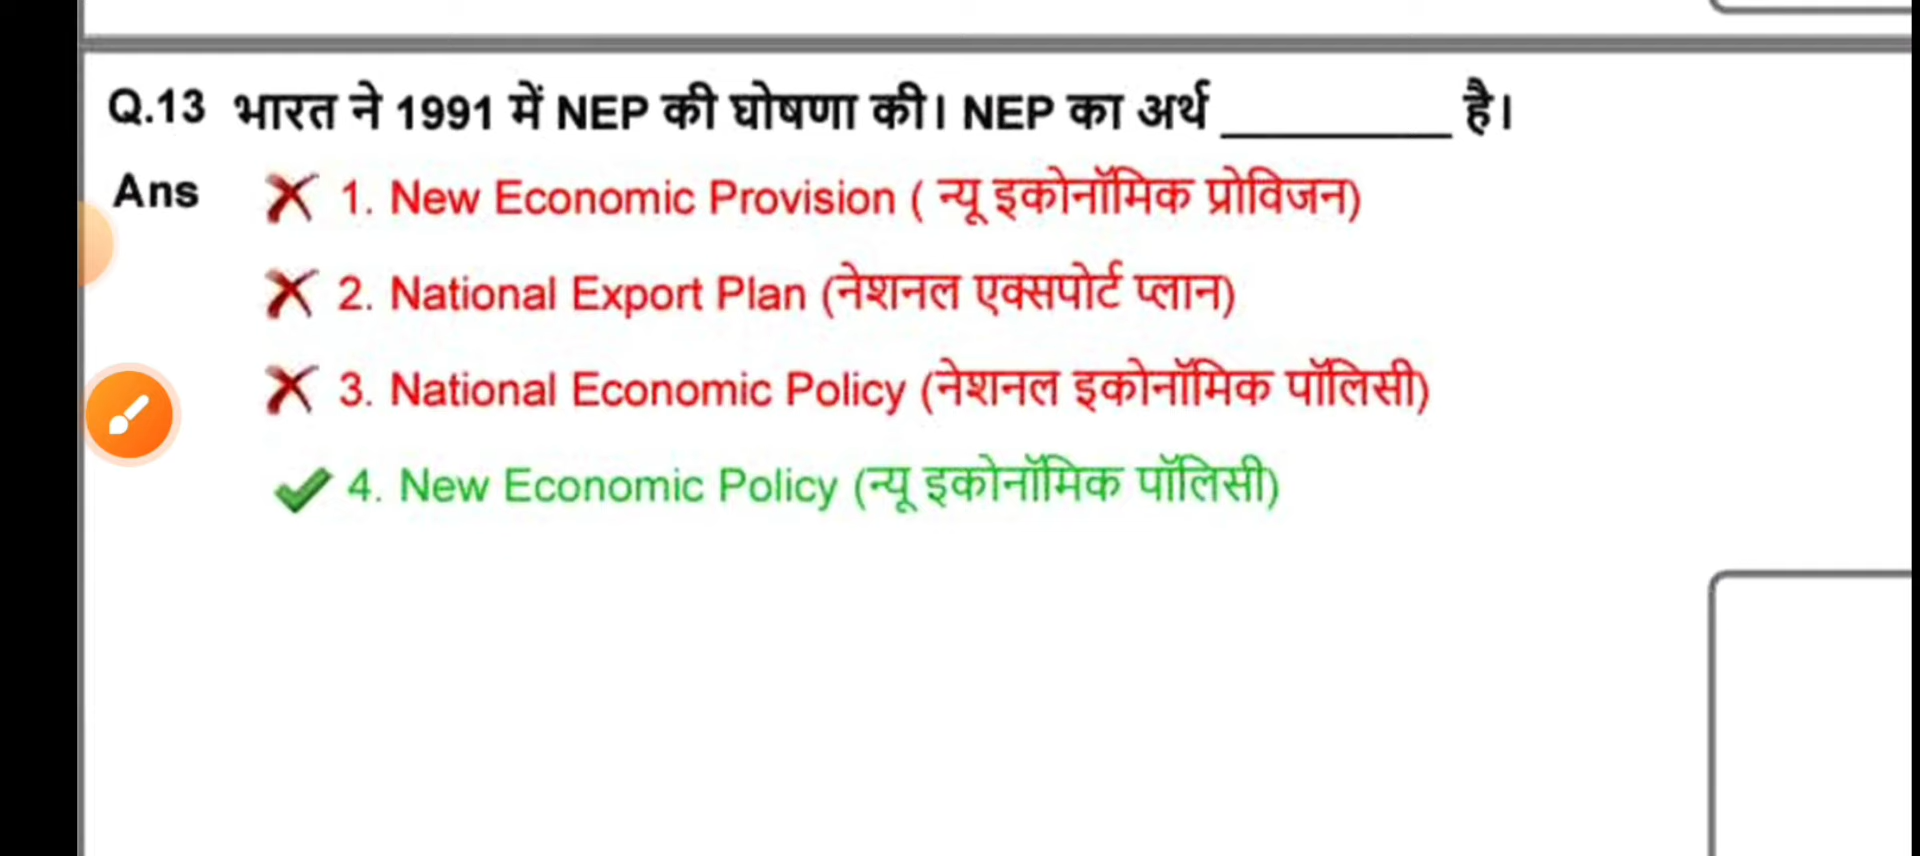 Q.13 भारत ने 1991 में NEP की घोषणा की। NEP का अर्थ _________ है।
Ans 1. New Economic Provision ( न्यू इकोनॉमिक प्रोविजन)
2. National Export Plan (नेशनल एक्सपोर्ट प्लान)
3. National Economic Policy (नेशनल इकोनॉमिक पॉलिसी)
4. New Economic Policy (न्यू इकोनॉमिक पॉलिसी)